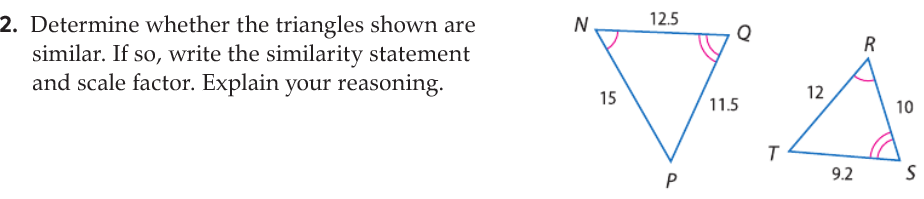 2. Determine whether the triangles shown are
similar. If so, write the similarity statement
and scale factor. Explain your reasoning.
N
12.5
Q
15
11.5
P
R
12
10
T
9.2
S